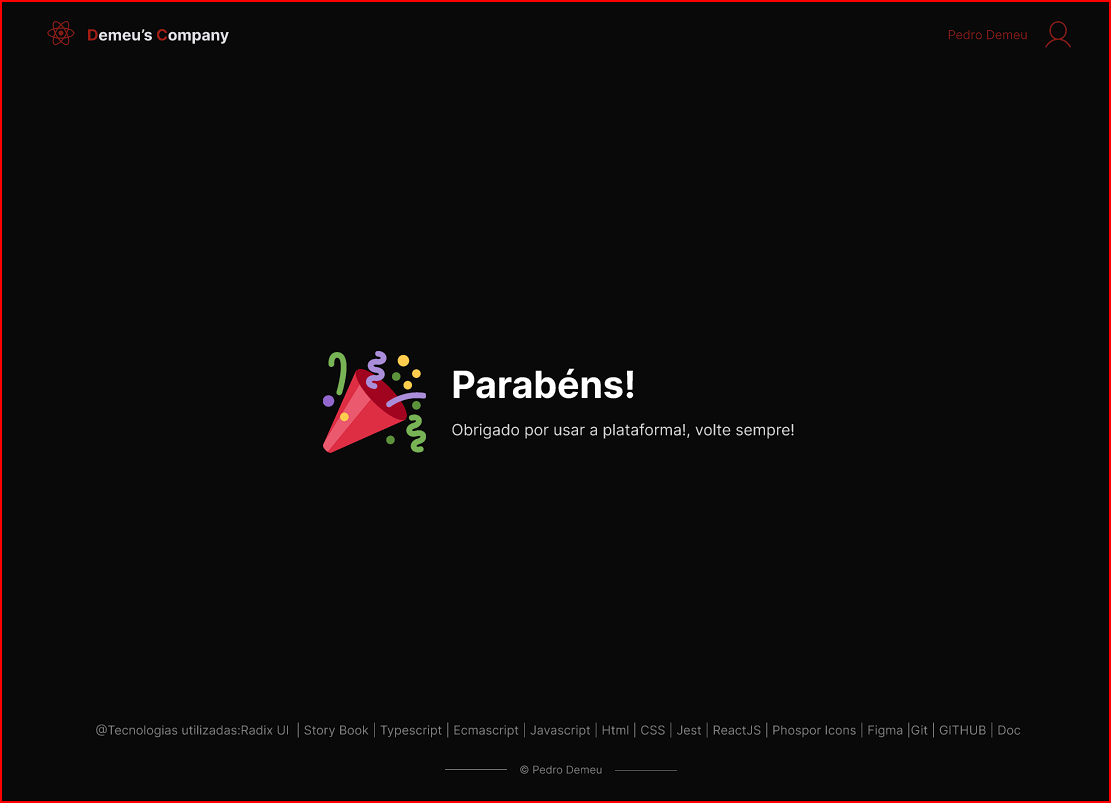 Demeu’s Company
Pedro Demeu
Parabéns!
Obrigado por usar a plataforma!, volte sempre!
@Tecnologias utilizadas:Radix UI | Story Book | Typescript | Ecmascript | Javascript | Html | CSS | Jest | ReactJS | Phospor Icons | Figma |Git | GITHUB | Doc
© Pedro Demeu